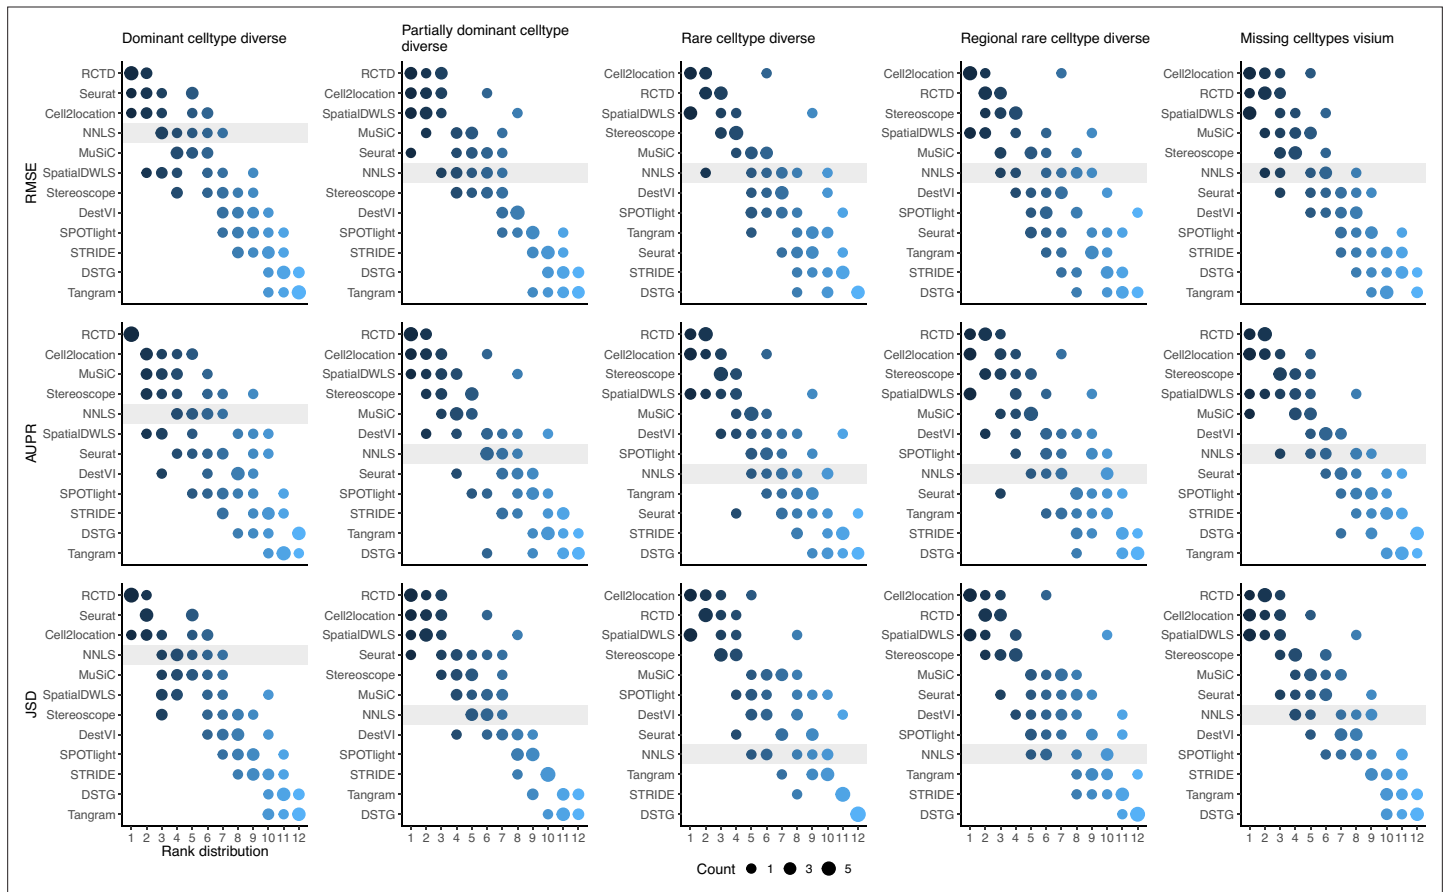 Dominant celltype diverse
Partially dominant celltype
diverse
Rare celltype diverse
Regional rare celltype diverse
Missing celltypes visium
RMSE
RCTD
Seurat
Cell2location
NNLS
MuSiC
SpatialDWLS
Stereoscope
DestVI
SPOTlight
STRIDE
DSTG
Tangram
RCTD
Cell2location
SpatialDWLS
MuSiC
Seurat
NNLS
Stereoscope
DestVI
SPOTlight
STRIDE
DSTG
Tangram
Cell2location
RCTD
SpatialDWLS
Stereoscope
MuSiC
NNLS
DestVI
SPOTlight
Tangram
Seurat
STRIDE
DSTG
Cell2location
RCTD
Stereoscope
SpatialDWLS
MuSiC
NNLS
DestVI
SPOTlight
Seurat
Tangram
STRIDE
DSTG
Cell2location
RCTD
SpatialDWLS
MuSiC
Stereoscope
NNLS
Seurat
DestVI
SPOTlight
STRIDE
DSTG
Tangram
AUPR
RCTD
Cell2location
MuSiC
Stereoscope
NNLS
SpatialDWLS
Seurat
DestVI
SPOTlight
STRIDE
DSTG
Tangram
RCTD
Cell2location
SpatialDWLS
Stereoscope
MuSiC
DestVI
NNLS
Seurat
SPOTlight
STRIDE
Tangram
DSTG
RCTD
Cell2location
Stereoscope
SpatialDWLS
MuSiC
DestVI
SPOTlight
NNLS
Tangram
Seurat
STRIDE
DSTG
RCTD
Cell2location
Stereoscope
SpatialDWLS
MuSiC
DestVI
SPOTlight
NNLS
Seurat
Tangram
STRIDE
DSTG
RCTD
Cell2location
Stereoscope
SpatialDWLS
MuSiC
DestVI
NNLS
Seurat
SPOTlight
STRIDE
DSTG
Tangram
JSD
RCTD
Seurat
Cell2location
NNLS
MuSiC
SpatialDWLS
Stereoscope
DestVI
SPOTlight
STRIDE
DSTG
Tangram
RCTD
Cell2location
SpatialDWLS
Seurat
Stereoscope
MuSiC
NNLS
DestVI
SPOTlight
STRIDE
Tangram
DSTG
Cell2location
RCTD
SpatialDWLS
Stereoscope
MuSiC
SPOTlight
DestVI
Seurat
NNLS
Tangram
STRIDE
DSTG
Cell2location
RCTD
SpatialDWLS
Stereoscope
MuSiC
Seurat
DestVI
SPOTlight
NNLS
Tangram
STRIDE
DSTG
RCTD
Cell2location
SpatialDWLS
Stereoscope
MuSiC
Seurat
NNLS
DestVI
SPOTlight
STRIDE
Tangram
DSTG
1 2 3 4 5 6 7 8 9 10 11 12
1 2 3 4 5 6 7 8 9 10 11 12
1 2 3 4 5 6 7 8 9 10 11 12
1 2 3 4 5 6 7 8 9 10 11 12
1 2 3 4 5 6 7 8 9 10 11 12
Rank distribution
Count 1 3 5